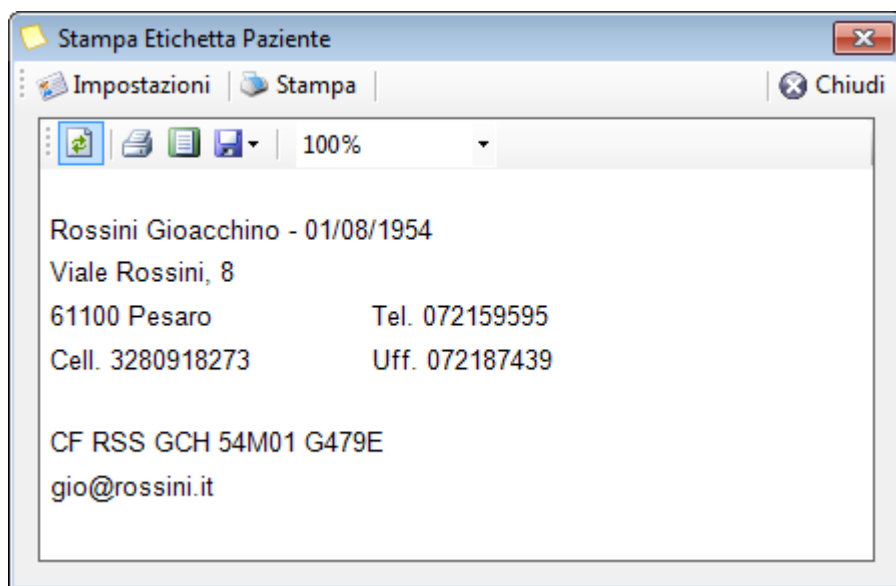 Stampa Etichetta Paziente
Impostazioni Stampa Chiudi
100%
Rossini Gioacchino - 01/08/1954
Viale Rossini, 8
61100 Pesaro Tel. 072159595
Cell. 3280918273 Uff. 072187439
CF RSS GCH 54M01 G479E
gio@rossini.it